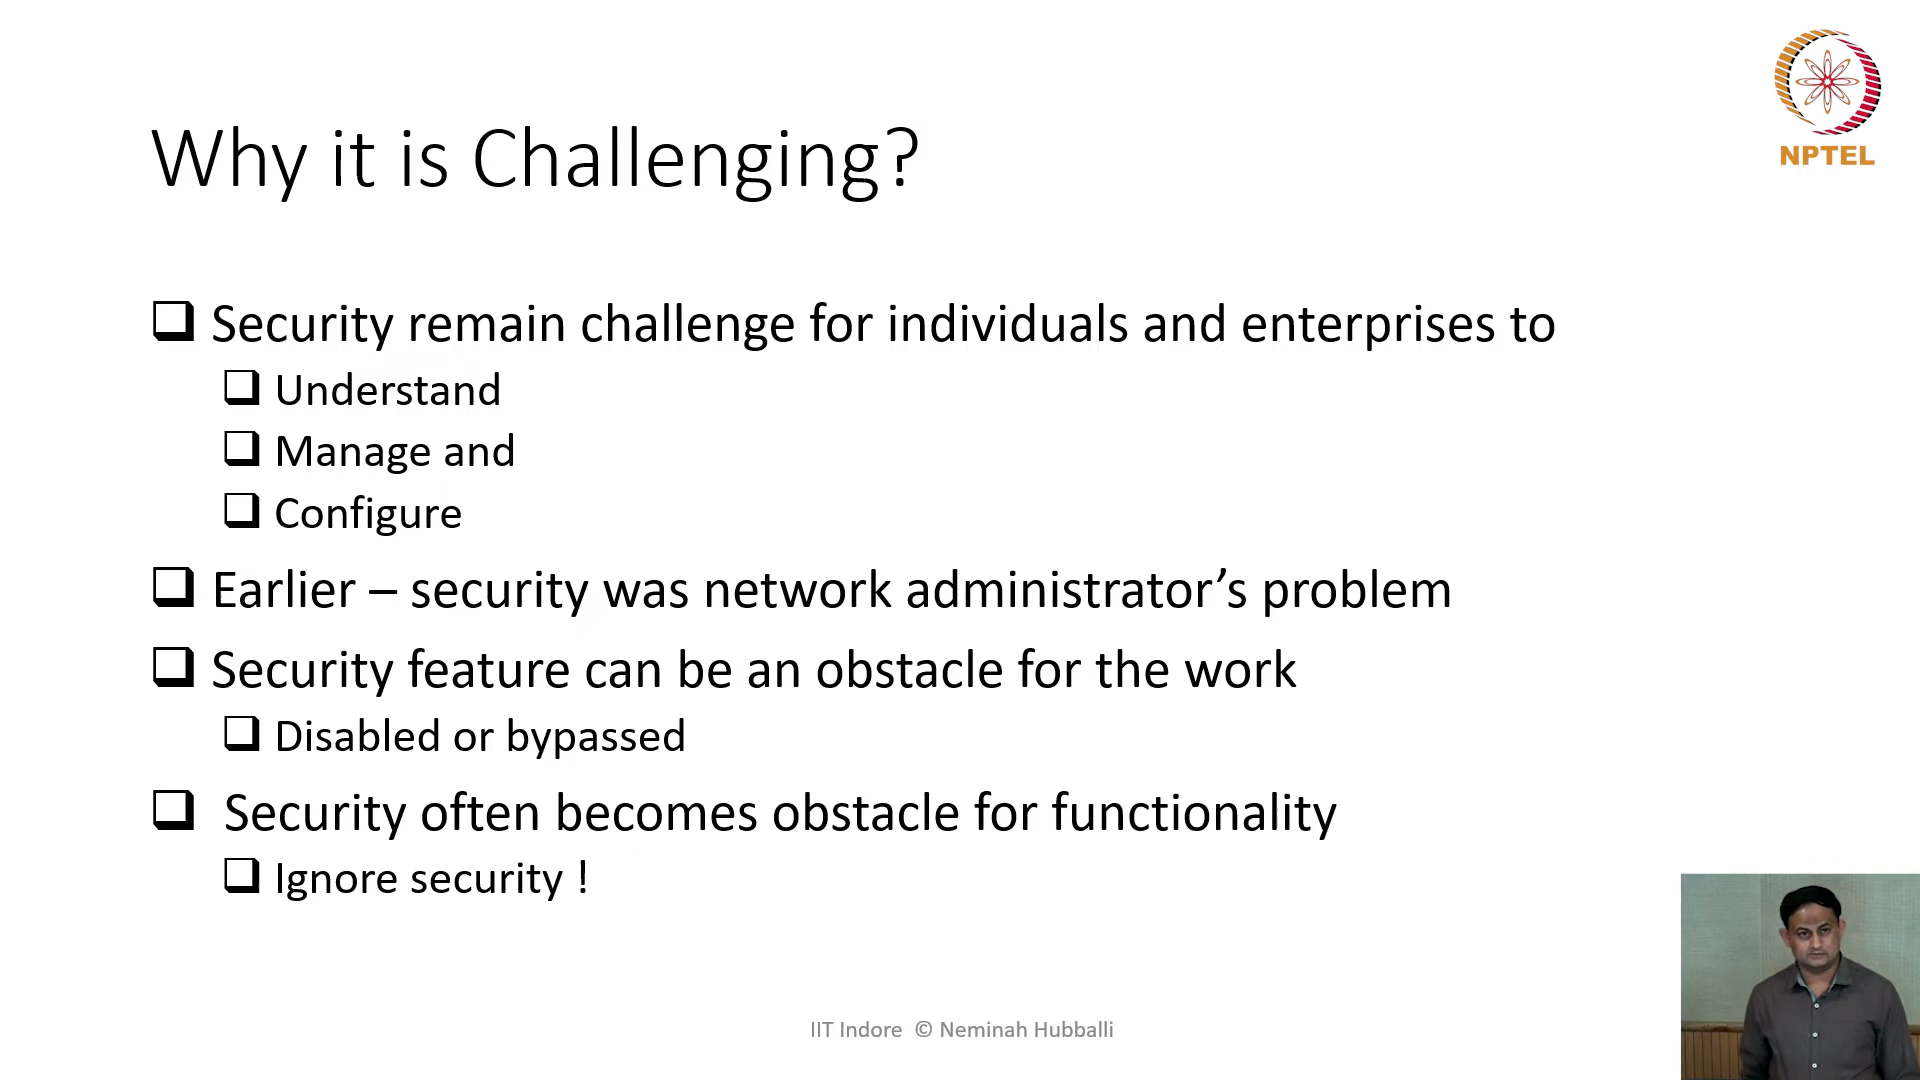 NPTEL
Why it is Challenging?
Security remain challenge for individuals and enterprises to
Understand
Manage and
Configure
Earlier – security was network administrator’s problem
Security feature can be an obstacle for the work
Disabled or bypassed
Security often becomes obstacle for functionality
Ignore security !
IIT Indore © Neminah Hubballi